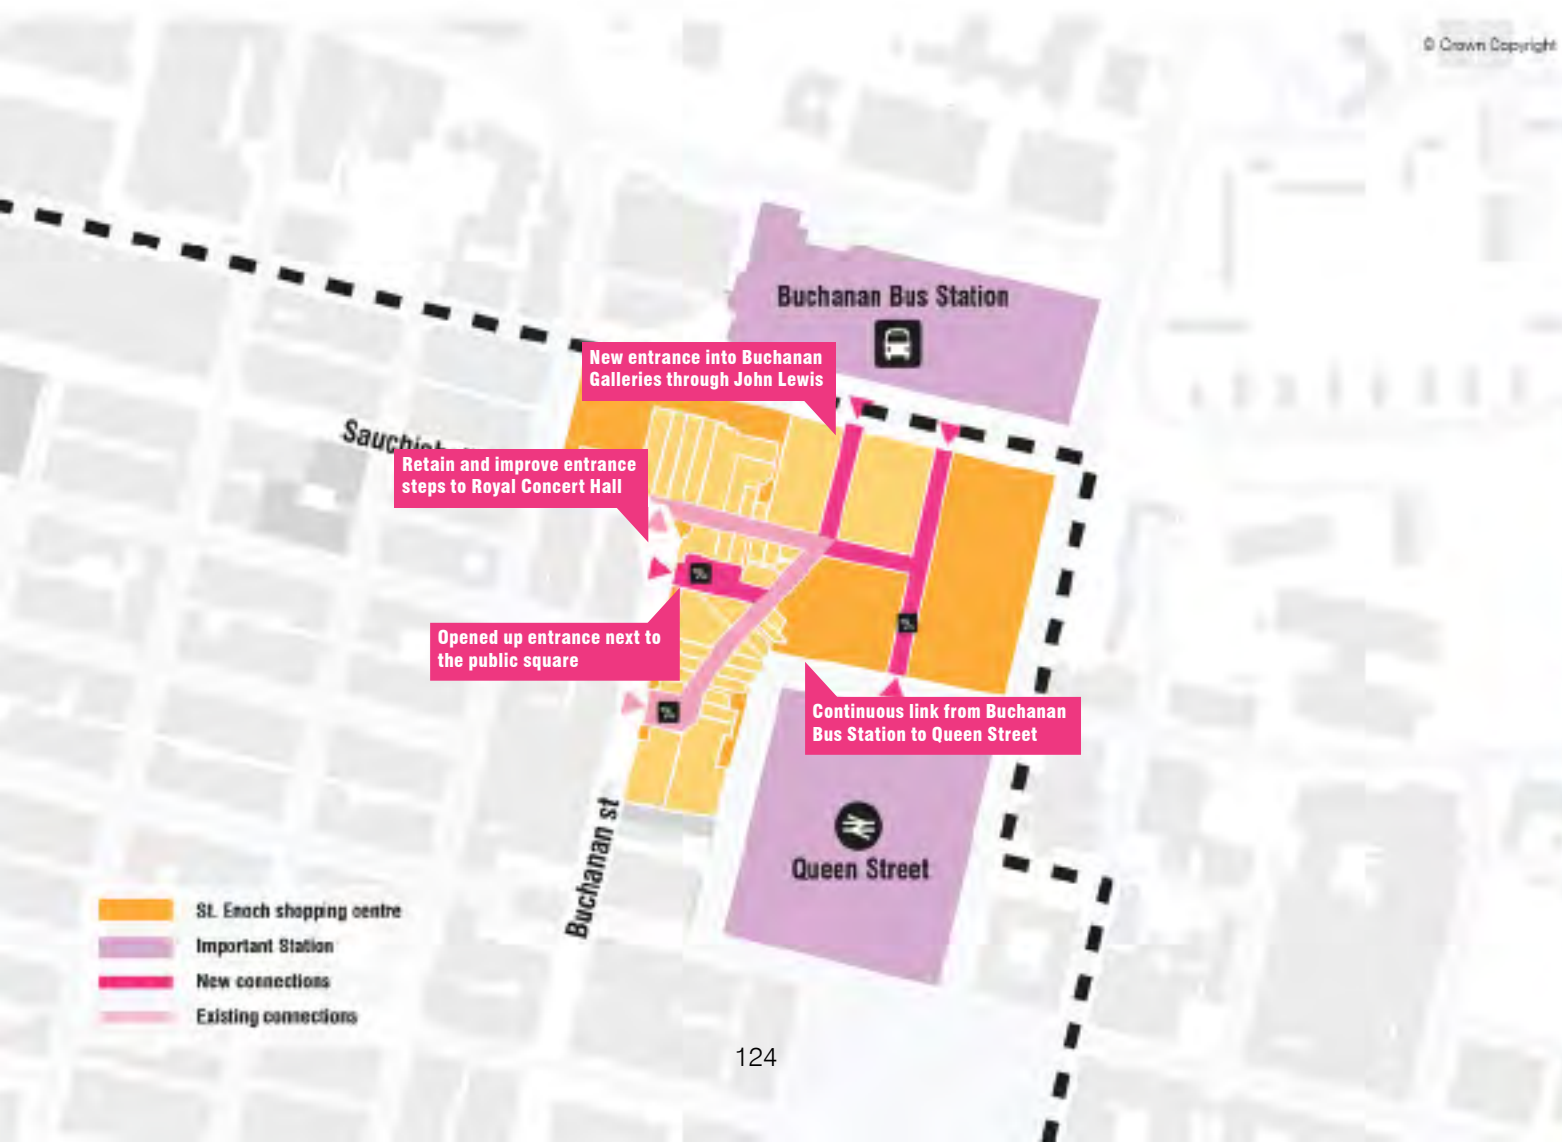 © Crown Copyright
Buchanan Bus Station
New entrance into Buchanan
Galleries through John Lewis
Retain and improve entrance
steps to Royal Concert Hall
Opened up entrance next to
the public square
Continuous link from Buchanan
Bus Station to Queen Street
Queen Street
Buchanan st
St. Enoch shopping centre
Important Station
New connections
Existing connections
124